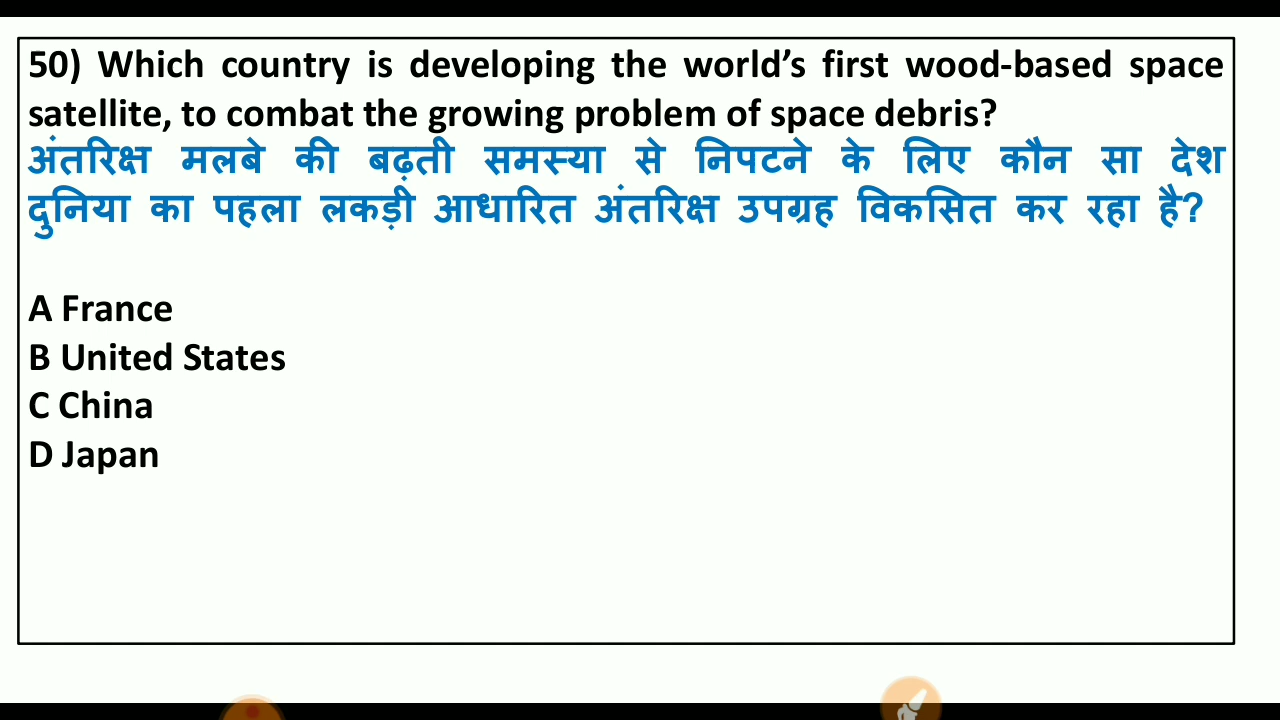 50) Which country is developing the world’s first wood-based space
satellite, to combat the growing problem of space debris?
अंतरिक्ष मलबे की बढ़ती समस्या से निपटने के लिए कौन सा देश
दुनिया का पहला लकड़ी आधारित अंतरिक्ष उपग्रह विकसित कर रहा है?
A France
B United States
C China
D Japan